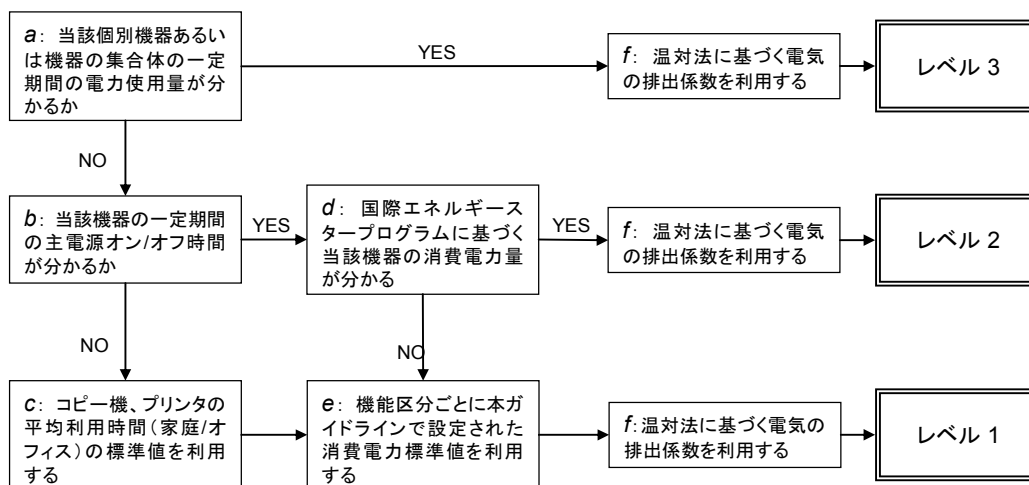 a: 当該個別機器あるい
は機器の集合体の一定
期間の電力使用量が分
かるか
YES
f: 温対法に基づく電気
の排出係数を利用する
レベル 3
NO
b: 当該機器の一定期間
の主電源オン/オフ時間
が分かるか
YES
d: 国際エネルギース
タープログラムに基づく
当該機器の消費電力量
が分かる
YES
f: 温対法に基づく電気
の排出係数を利用する
レベル 2
NO
NO
c: コピー機、プリンタの
平均利用時間(家庭/オ
フィス)の標準値を利用
する
e: 機能区分ごとに本ガ
イドラインで設定された
消費電力標準値を利用
する
f:温対法に基づく電気の
排出係数を利用する
レベル 1